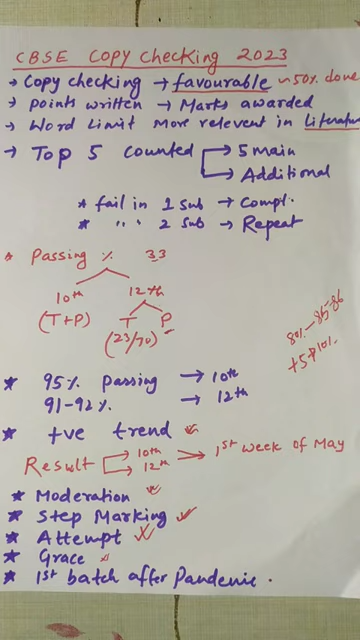 CBSE Copy Checking 2023
→ Copy checking → favourable ~50% done
→ Points written → Marks awarded
→ Word Limit More relevent in Literature
→ Top 5 counted → 5 main
→ Additional
* fail in 1 Sub → Compt.
* " " 2 Sub → Repeat
* Passing % 33
10th 12th
(T+P) T P
(23/70)
80% - 85-86
+5% 10%
* 95% passing → 10th
91-92% → 12th
* +ve trend
Result → 10th → 1st week of May
→ 12th
* Moderation
* Step Marking ✓
* Attempt
* Grace
* 1st batch after Pandemic.